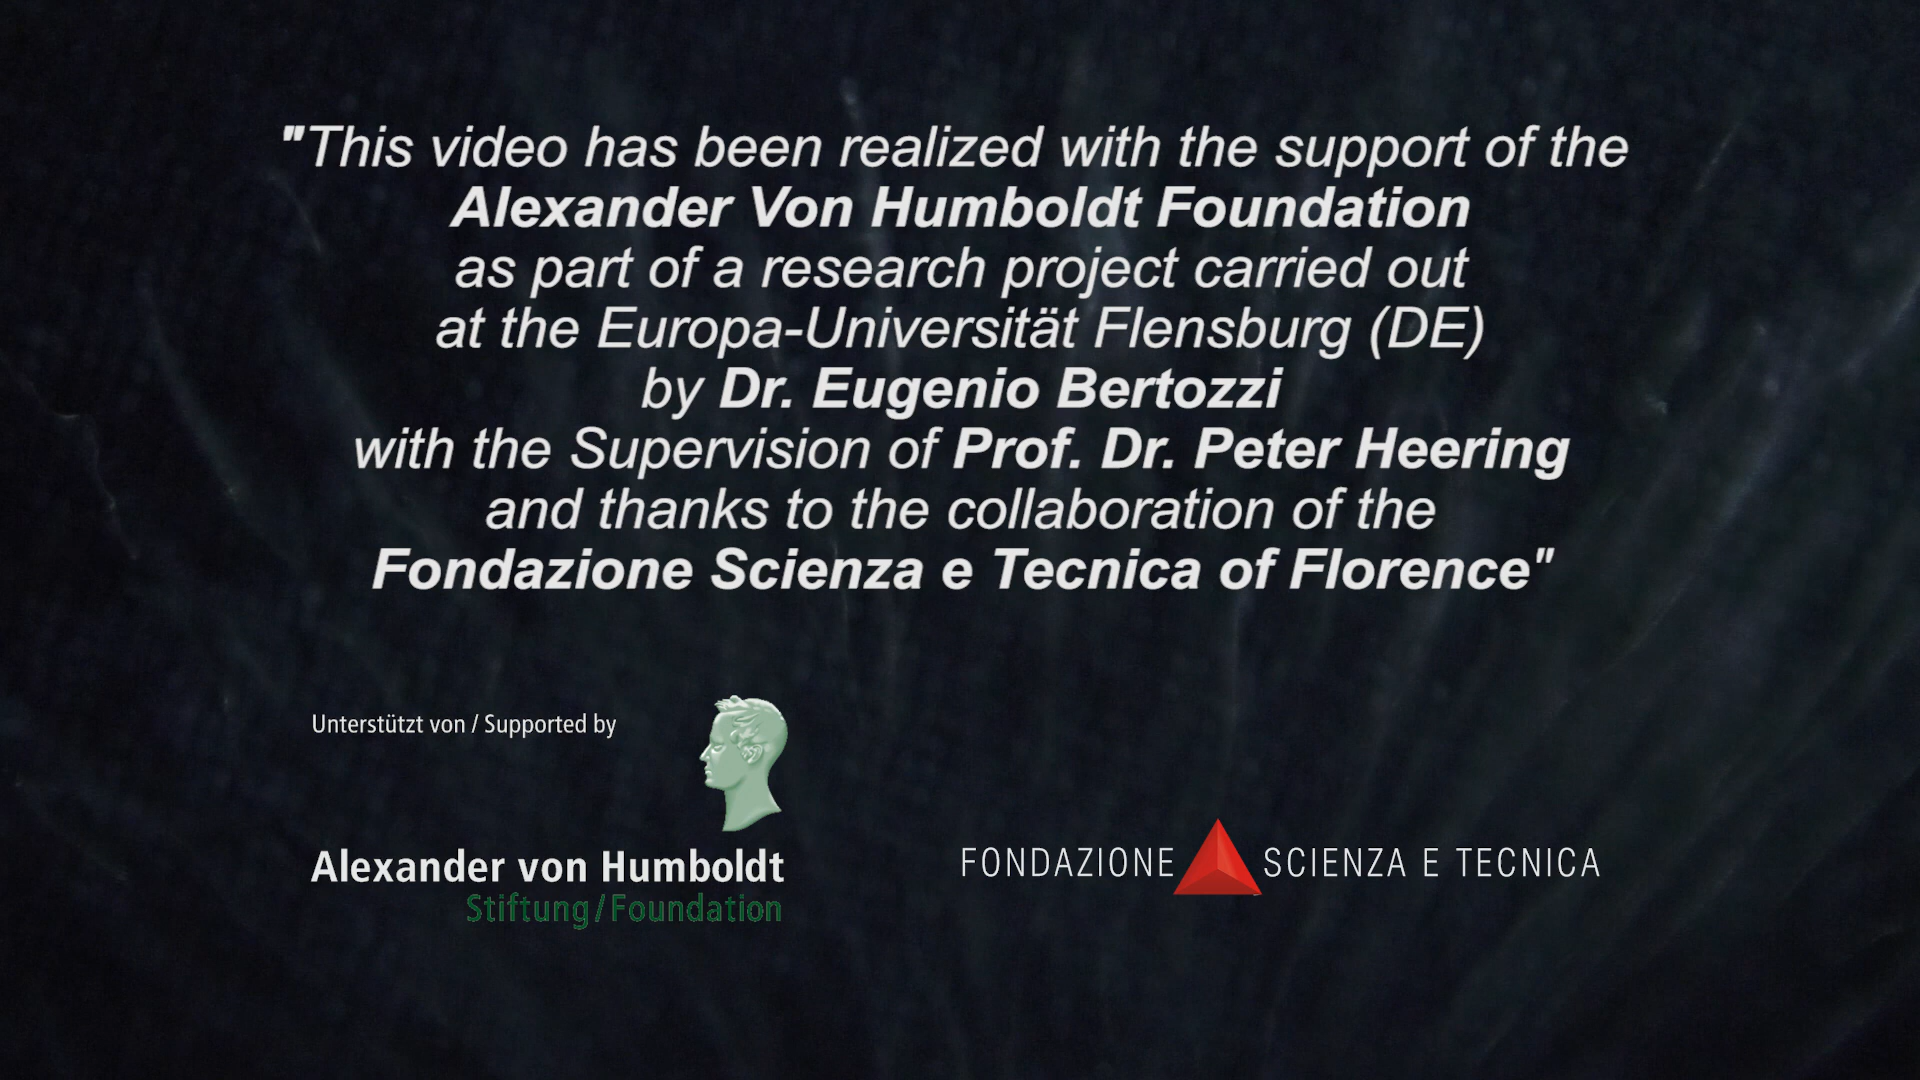 "This video has been realized with the support of the
Alexander Von Humboldt Foundation
as part of a research project carried out
at the Europa-Universität Flensburg (DE)
by Dr. Eugenio Bertozzi
with the Supervision of Prof. Dr. Peter Heering
and thanks to the collaboration of the
Fondazione Scienza e Tecnica of Florence"
Unterstützt von / Supported by
Alexander von Humboldt
Stiftung/Foundation
FONDAZIONE SCIENZA E TECNICA